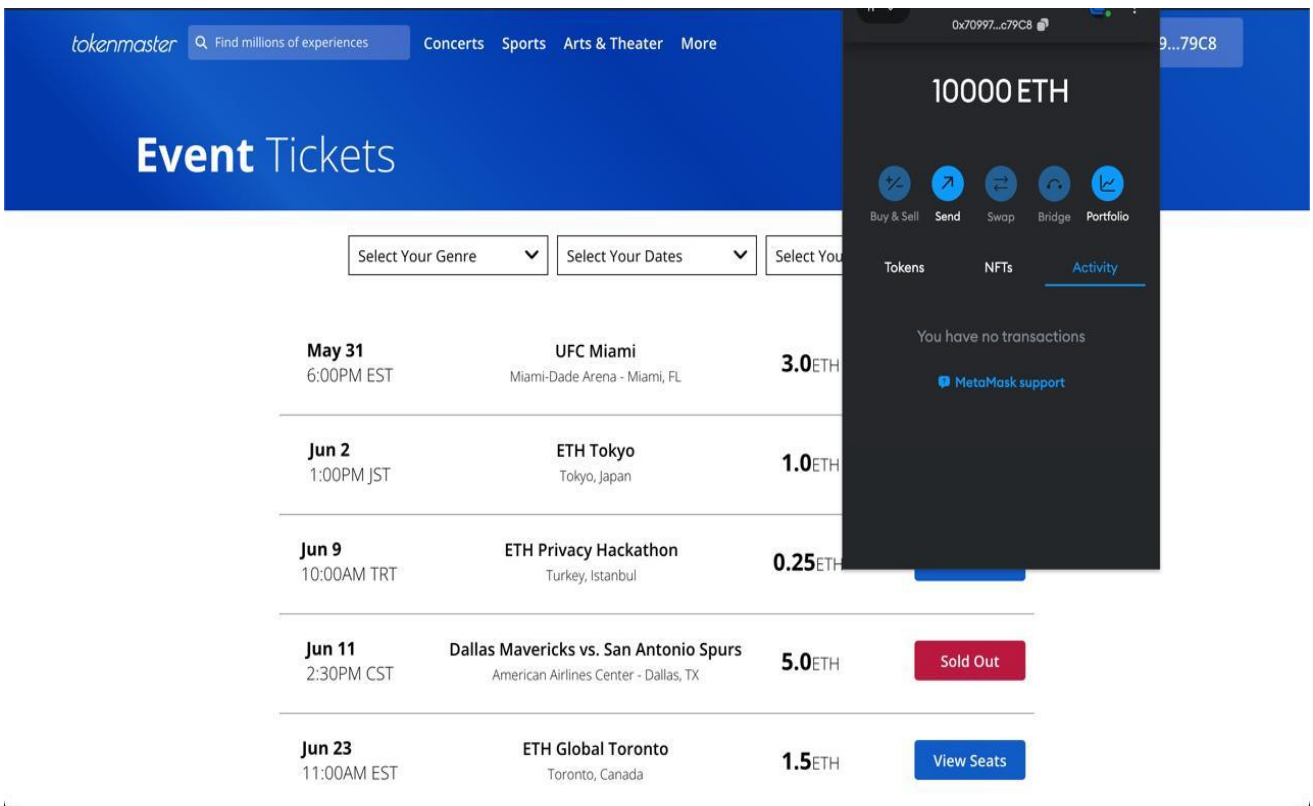 tokenmaster Find millions of experiences Concerts Sports Arts & Theater More 9...79C8
0x70997...c79C8
10000 ETH
Event Tickets
Buy & Sell Send Swap Bridge Portfolio
Select Your Genre Select Your Dates Select You
Tokens NFTs Activity
You have no transactions
MetaMask support
May 31 UFC Miami 3.0ETH
6:00PM EST Miami-Dade Arena - Miami, FL
Jun 2 ETH Tokyo 1.0ETH
1:00PM JST Tokyo, Japan
Jun 9 ETH Privacy Hackathon 0.25ETH
10:00AM TRT Turkey, Istanbul
Jun 11 Dallas Mavericks vs. San Antonio Spurs 5.0ETH Sold Out
2:30PM CST American Airlines Center - Dallas, TX
Jun 23 ETH Global Toronto 1.5ETH View Seats
11:00AM EST Toronto, Canada